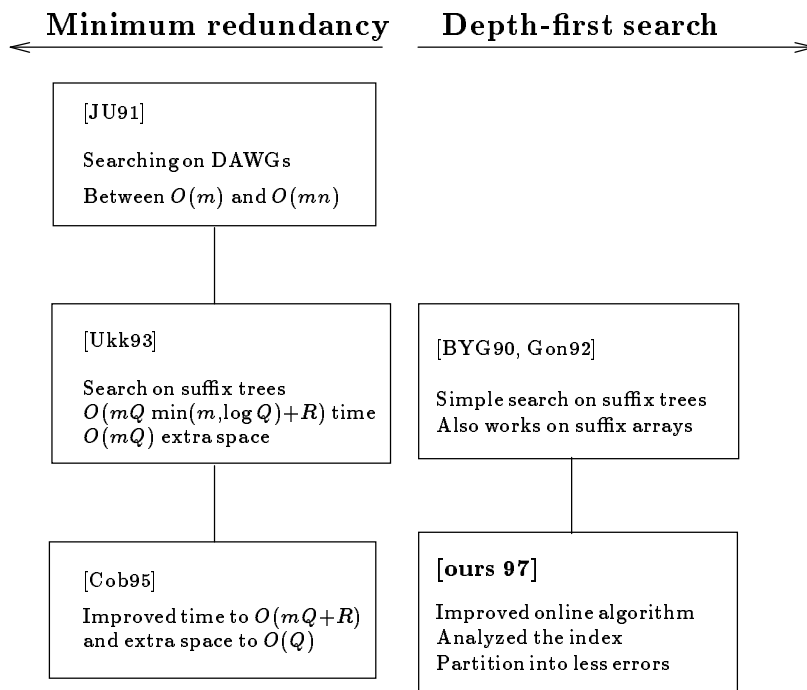 Minimum redundancy
Depth-first search
[JU91]
Searching on DAWGs
Between O(m) and O(mn)
[Ukk93]
Search on suffix trees
O(mQ min(m,log Q)+R) time
O(mQ) extra space
[Cob95]
Improved time to O(mQ+R)
and extra space to O(Q)
[BYG90, Gon92]
Simple search on suffix trees
Also works on suffix arrays
[ours 97]
Improved online algorithm
Analyzed the index
Partition into less errors